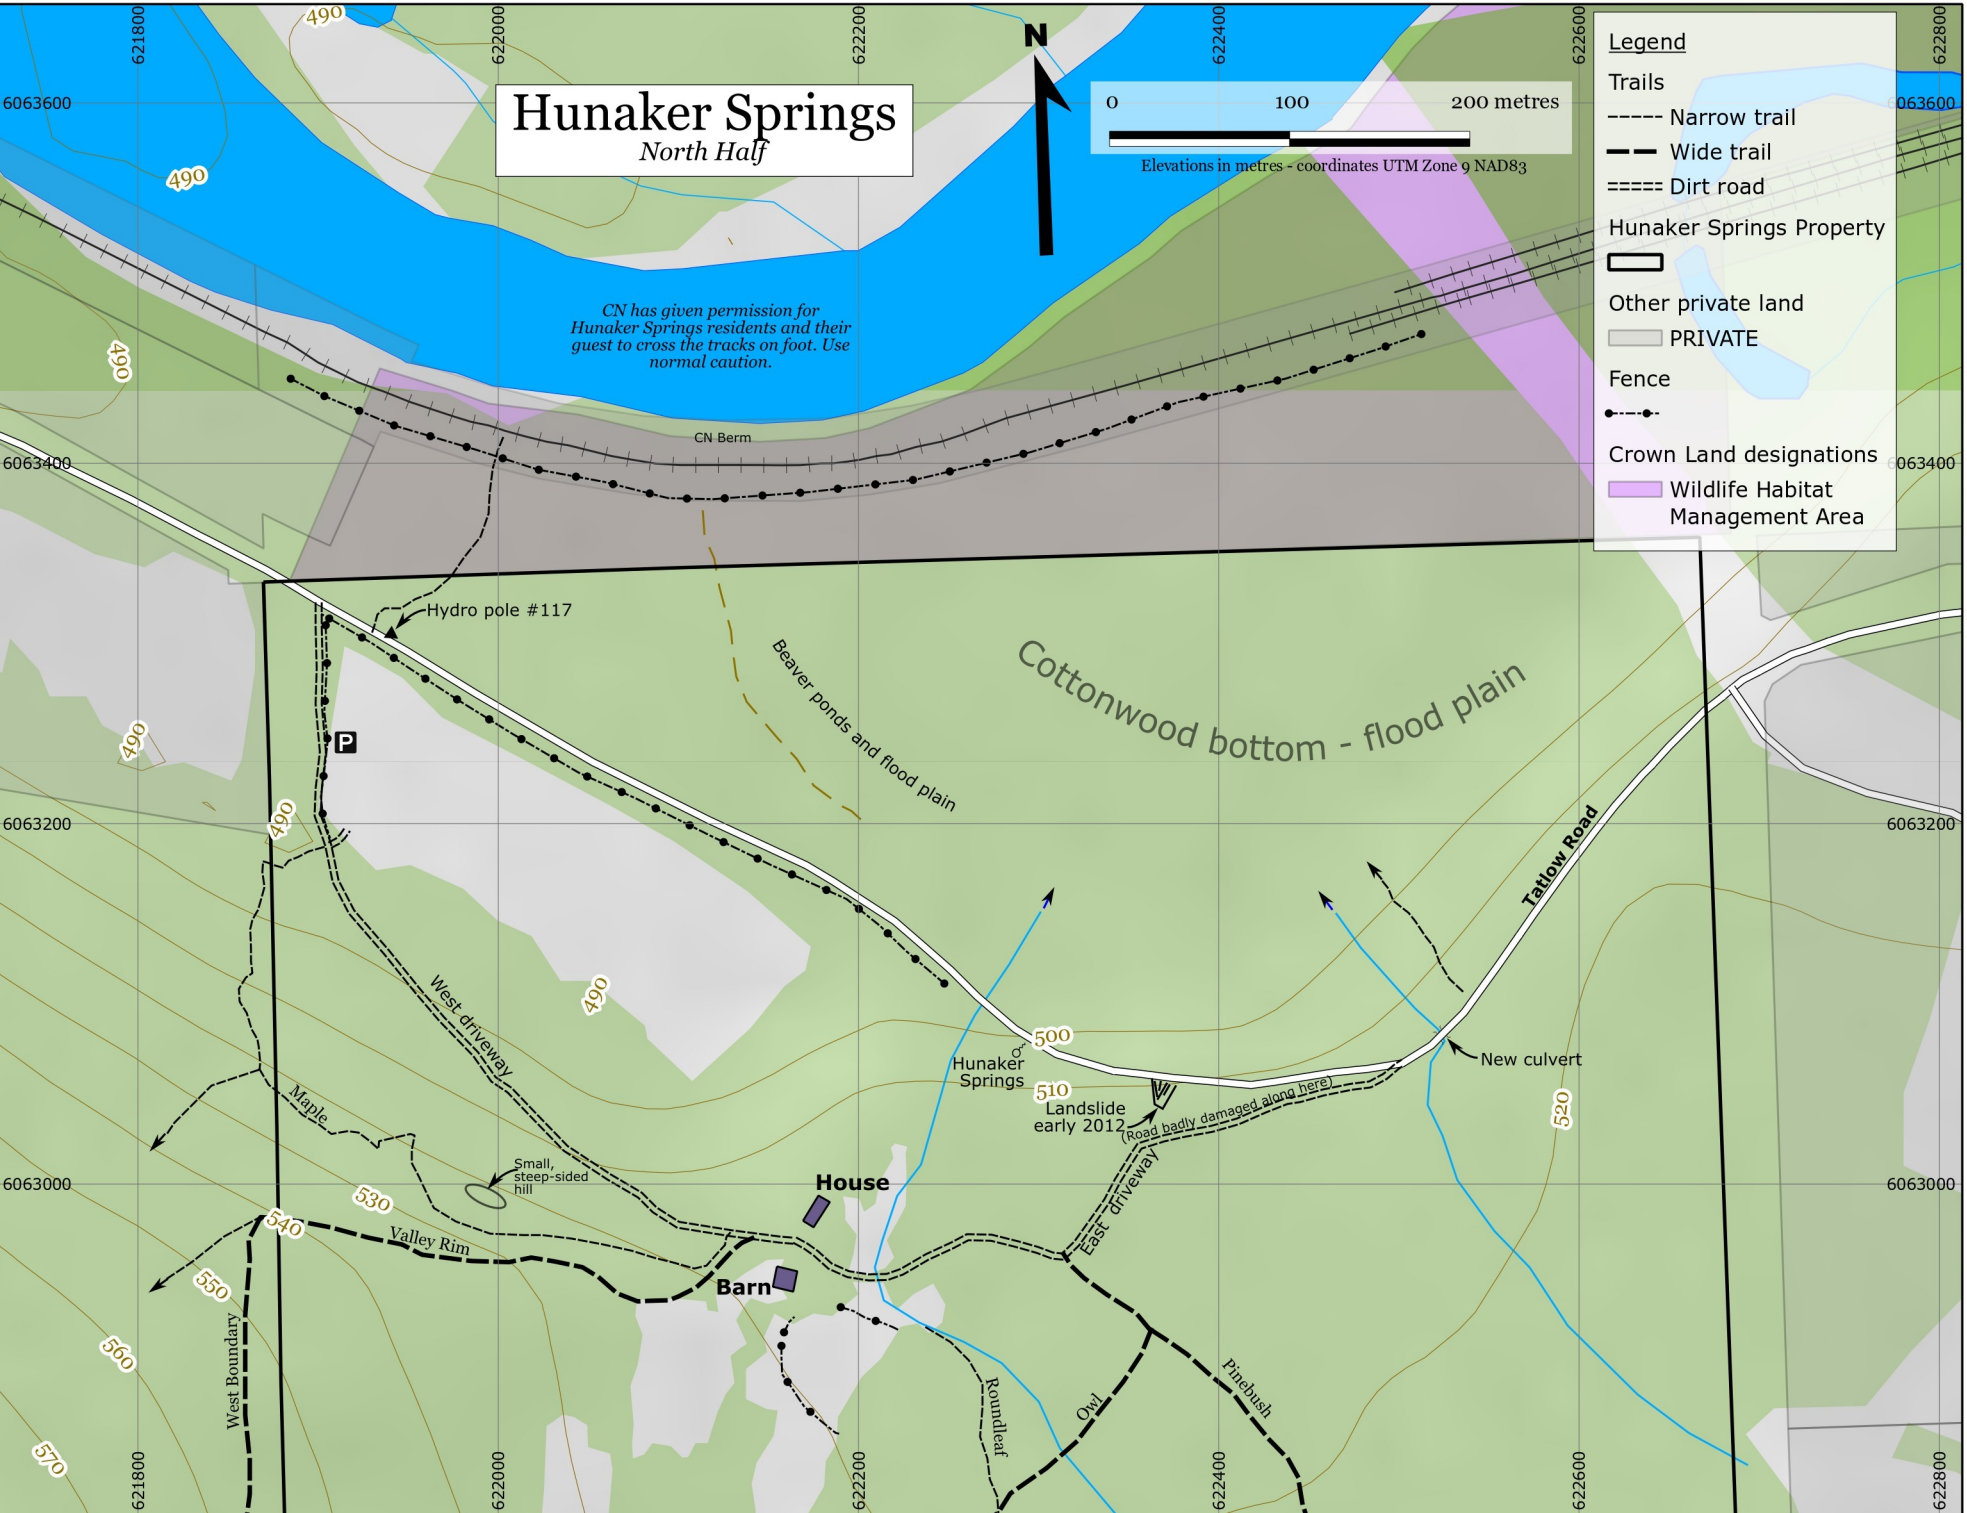 490
621800
622000
622200
622400
622600
622800
N
Hunaker Springs
North Half
0 100 200 metres
Elevations in metres - coordinates UTM Zone 9 NAD83
Legend
Trails
Narrow trail
Wide trail
Dirt road
Hunaker Springs Property
Other private land
PRIVATE
Fence
Crown Land designations
Wildlife Habitat
Management Area
6063600
6063600
490
CN has given permission for
Hunaker Springs residents and their
guest to cross the tracks on foot. Use
normal caution.
490
CN Berm
6063400
6063400
Hydro pole #117
Beaver ponds and flood plain
Cottonwood bottom - flood plain
490
P
490
6063200
6063200
Tatlow Road
West driveway
490
500
Hunaker
Springs
510
New culvert
Landslide
early 2012
(Road badly damaged along here)
520
Maple
Small,
steep-sided
hill
House
6063000
6063000
530
540
Valley Rim
East driveway
Barn
550
560
West Boundary
570
Roundleaf
Owl
Pinebush
621800
622000
622200
622400
622600
622800